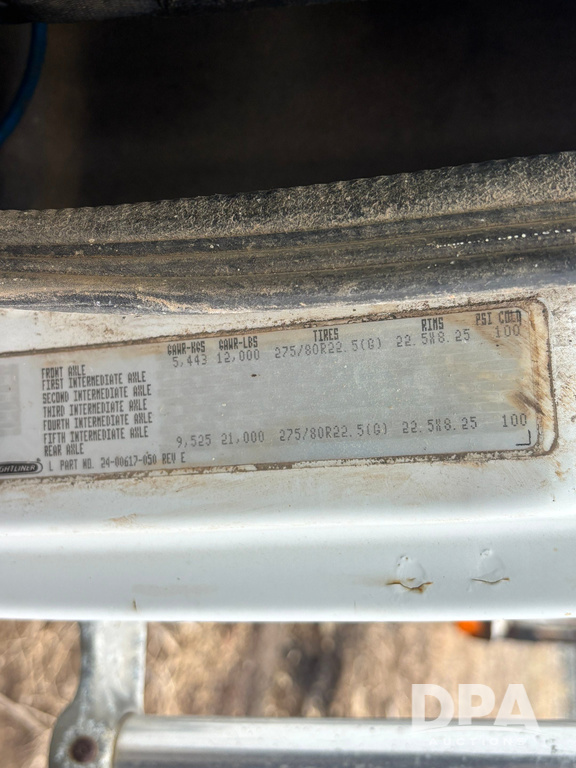 GAWR-KGS GAWR-LBS TIRES RIMS PSI COLD
FRONT AXLE 5,443 12,000 275/80R22.5(G) 22.5X8.25 100
FIRST INTERMEDIATE AXLE
SECOND INTERMEDIATE AXLE
THIRD INTERMEDIATE AXLE
FOURTH INTERMEDIATE AXLE
FIFTH INTERMEDIATE AXLE
REAR AXLE 9,525 21,000 275/80R22.5(G) 22.5X8.25 100
L PART NO. 24-00617-050 REV E
DPA